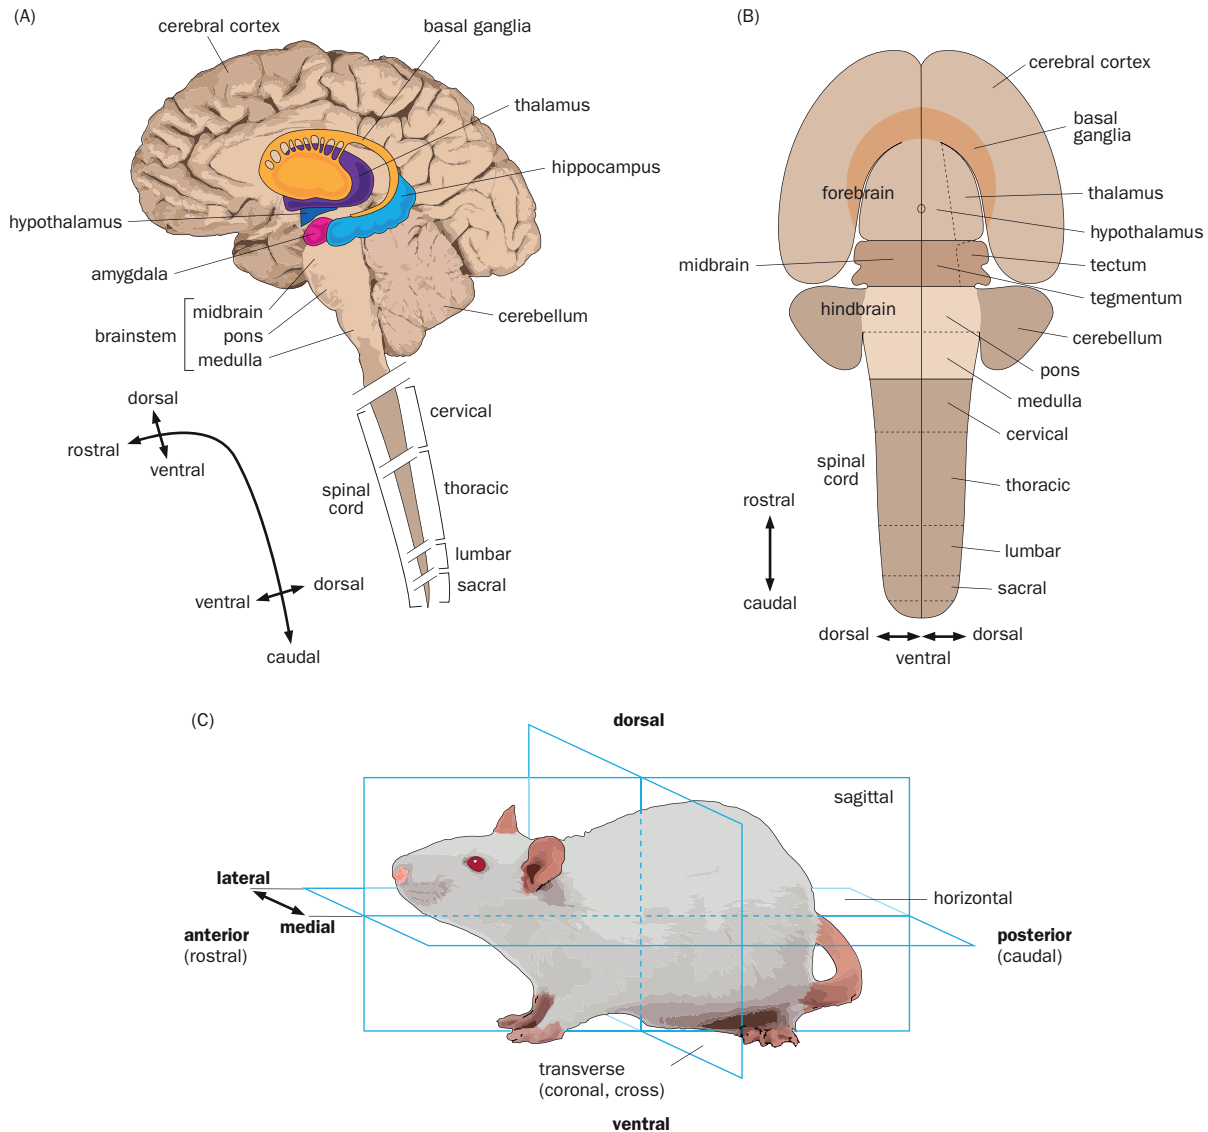 (A)
cerebral cortex
basal ganglia
thalamus
hippocampus
hypothalamus
amygdala
midbrain
brainstem
pons
medulla
cerebellum
dorsal
rostral
ventral
cervical
spinal
cord
thoracic
lumbar
sacral
ventral
dorsal
caudal
(B)
cerebral cortex
basal
ganglia
forebrain
thalamus
hypothalamus
midbrain
tectum
tegmentum
hindbrain
cerebellum
pons
medulla
cervical
spinal
cord
thoracic
rostral
lumbar
caudal
sacral
dorsal
dorsal
ventral
(C)
dorsal
sagittal
lateral
medial
horizontal
anterior
(rostral)
posterior
(caudal)
transverse
(coronal, cross)
ventral